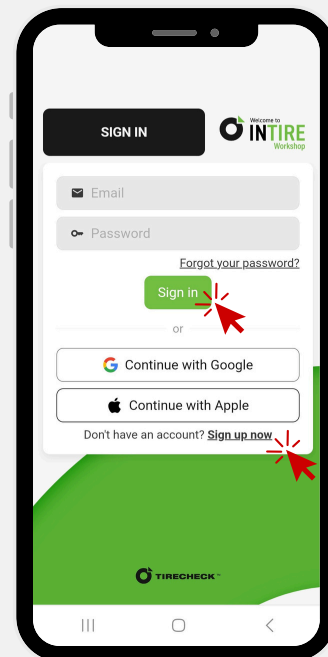 SIGN IN
Welcome to
INTIRE
Workshop
Email
Password
Forgot your password?
Sign in
or
Continue with Google
Continue with Apple
Don't have an account? Sign up now
TIRECHECK™